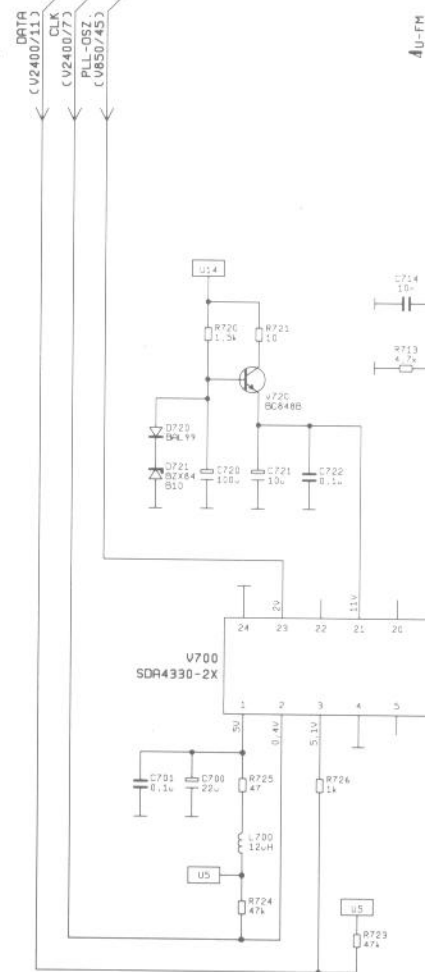 DATA
(V2400/11)
CLK
(V2400/7)
PLL-OSZ.
(V850/45)
U-FM
U14
C714
R720
1,5k
R721
10
R713
4,7k
V720
BC848B
D720
BAL99
D721
BZX84
B10
C720
100u
C721
10u
C722
0,1u
2V
11V
24
23
22
21
20
V700
SDA4330-2X
1
2
3
4
5
5V
0,4V
5,1V
C701
0,1u
C700
22u
R725
47
R726
1k
L700
12uH
U5
R724
47k
U5
R723
47k